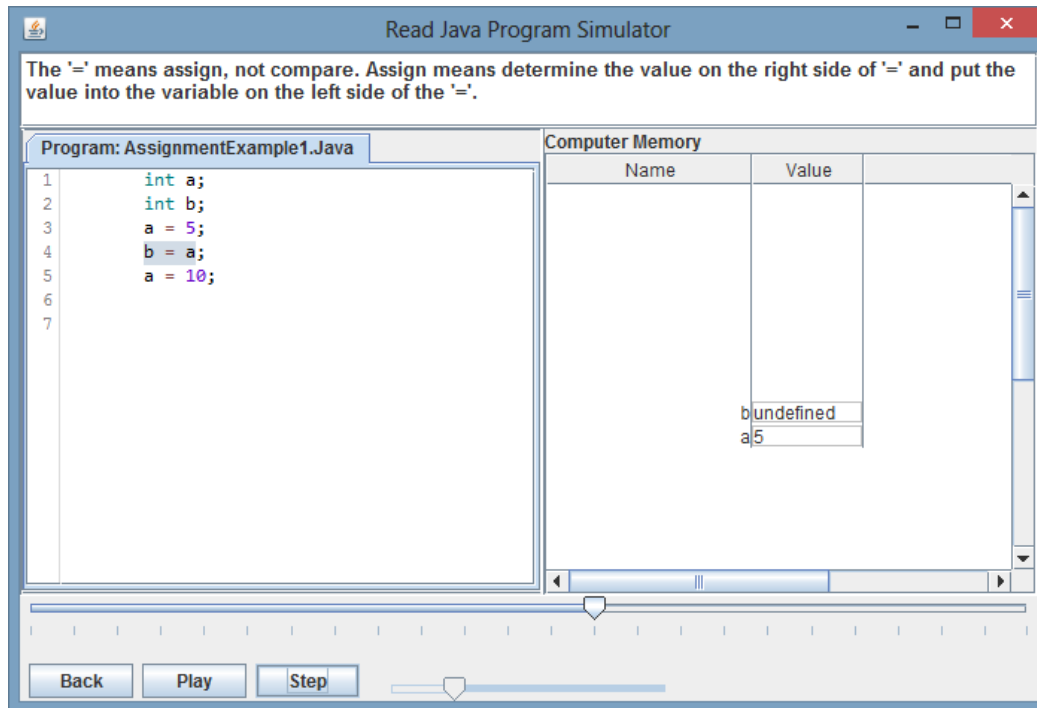 Read Java Program Simulator
The '=' means assign, not compare. Assign means determine the value on the right side of '=' and put the
value into the variable on the left side of the '='.
Program: AssignmentExample1.Java
1 int a;
2 int b;
3 a = 5;
4 b = a;
5 a = 10;
6
7
Computer Memory
Name Value
b undefined
a 5
Back Play Step